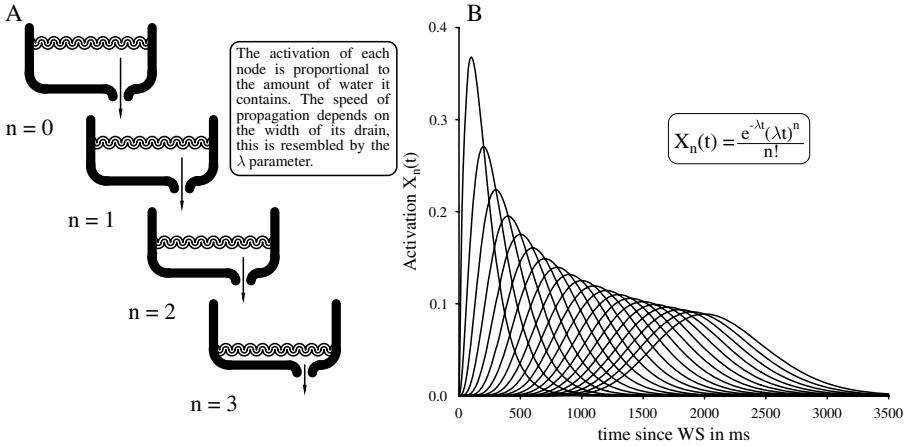 A
The activation of each
node is proportional to
the amount of water it
contains. The speed of
propagation depends on
the width of its drain,
this is resembled by the
λ parameter.
n = 0
n = 1
n = 2
n = 3
B
0.4
0.3
0.2
0.1
0.0
Activation X_n(t)
X_n(t) = e^{-λt}(λt)^n / n!
0 500 1000 1500 2000 2500 3000 3500
time since WS in ms